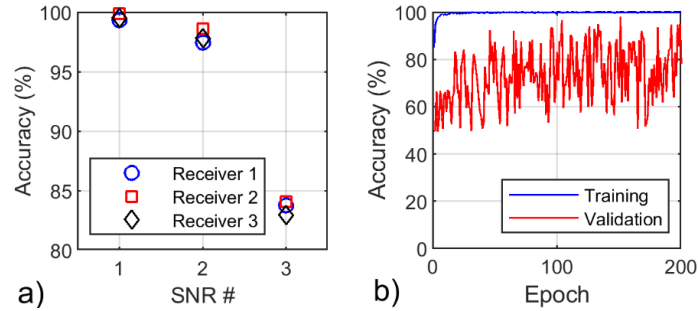 100
95
90
85
80
Accuracy (%)
Receiver 1
Receiver 2
Receiver 3
1 2 3
SNR #
a)
100
80
60
40
20
0
Accuracy (%)
Training
Validation
0 100 200
Epoch
b)